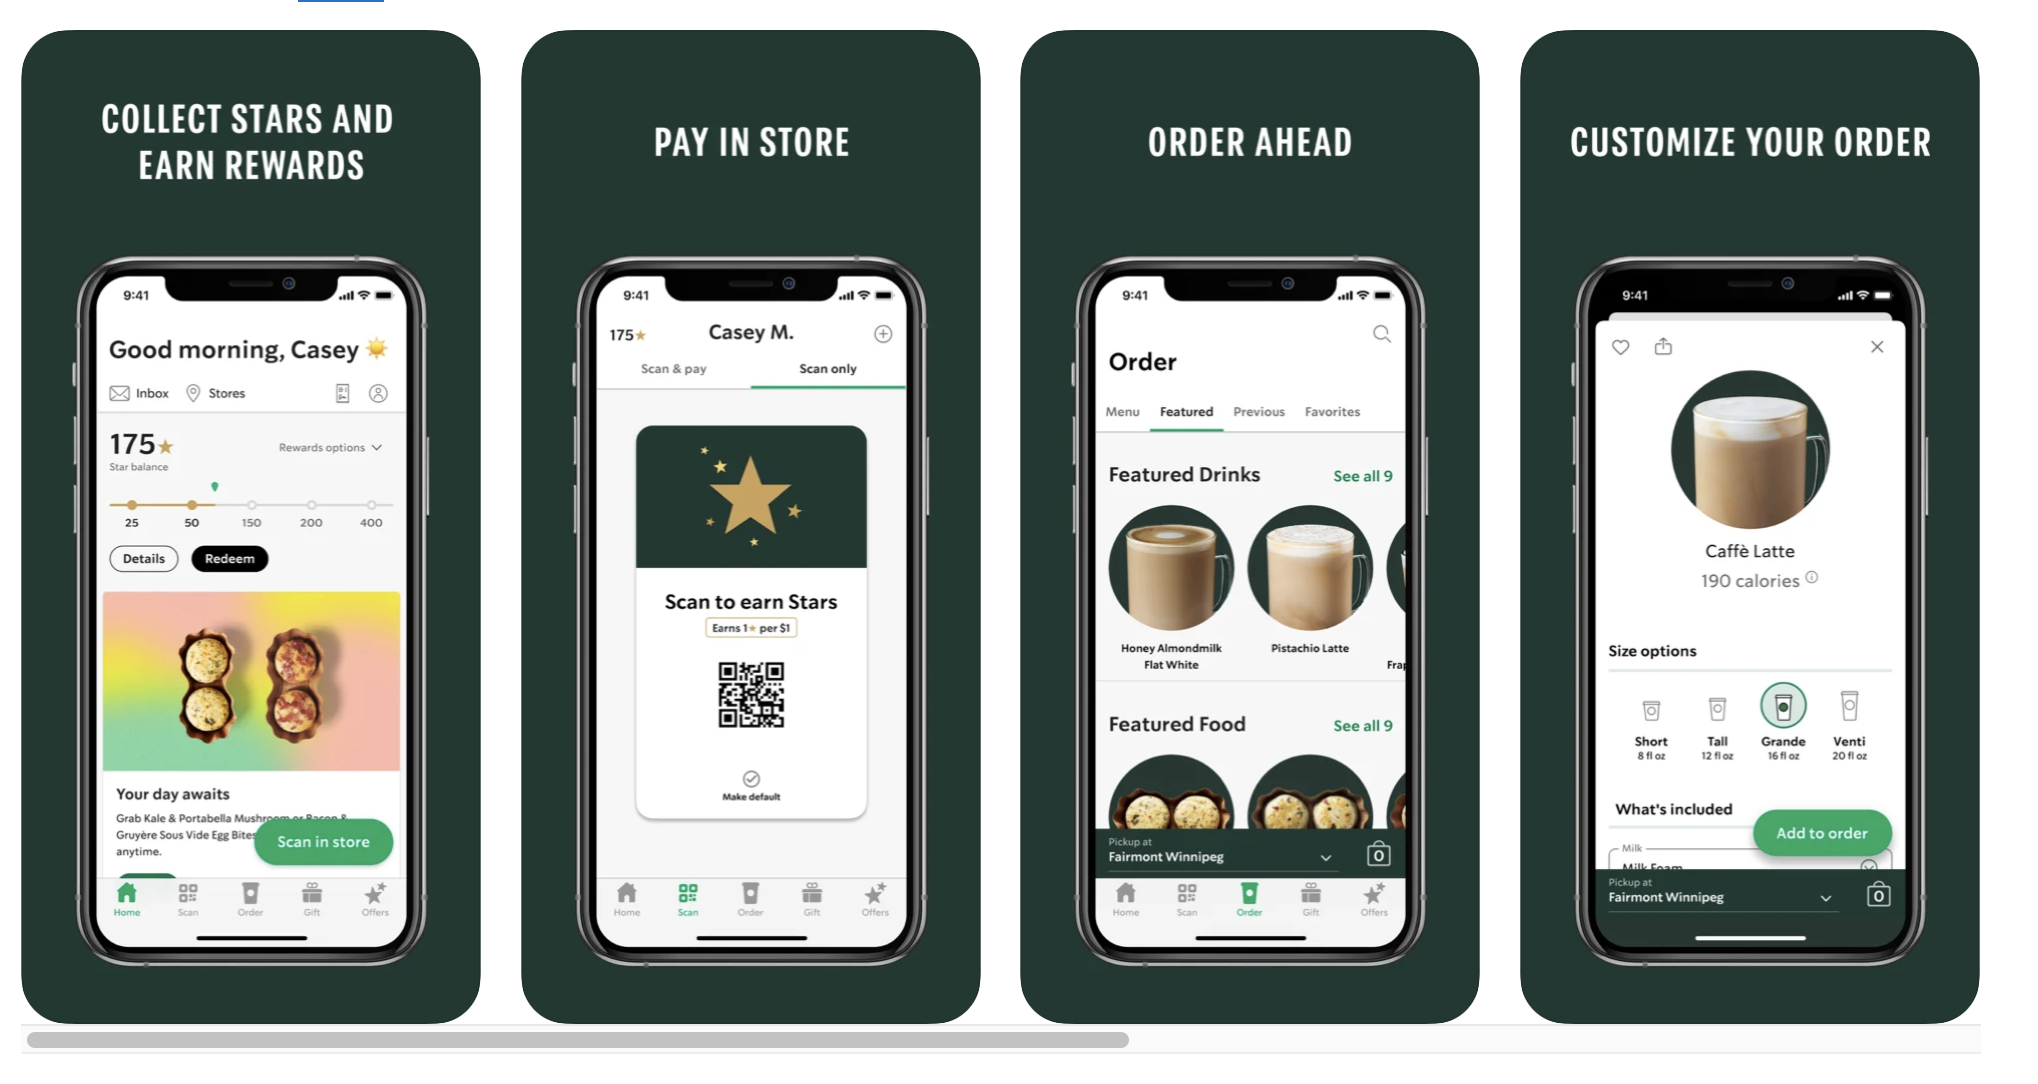 COLLECT STARS AND
EARN REWARDS
9:41
Good morning, Casey
Inbox
Stores
175
Rewards options
Star balance
25 50 150 200 400
Details
Redeem
Your day awaits
Grab Kale & Portabella Mushroom or Bacon &
Gruyère Sous Vide Egg Bites
anytime.
Scan in store
Home Scan Order Gift Offers
PAY IN STORE
9:41
175
Casey M.
Scan & pay
Scan only
Scan to earn Stars
Earns 1★ per $1
Make default
Home Scan Order Gift Offers
ORDER AHEAD
9:41
Order
Menu Featured Previous Favorites
Featured Drinks
See all 9
Honey Almondmilk
Flat White
Pistachio Latte
Frap
Featured Food
See all 9
Pickup at
Fairmont Winnipeg
0
Home Scan Order Gift Offers
CUSTOMIZE YOUR ORDER
9:41
Caffè Latte
190 calories
Size options
Short Tall Grande Venti
8 fl oz 12 fl oz 16 fl oz 20 fl oz
What's included
Add to order
Milk
Milk Foam
Pickup at
Fairmont Winnipeg
0